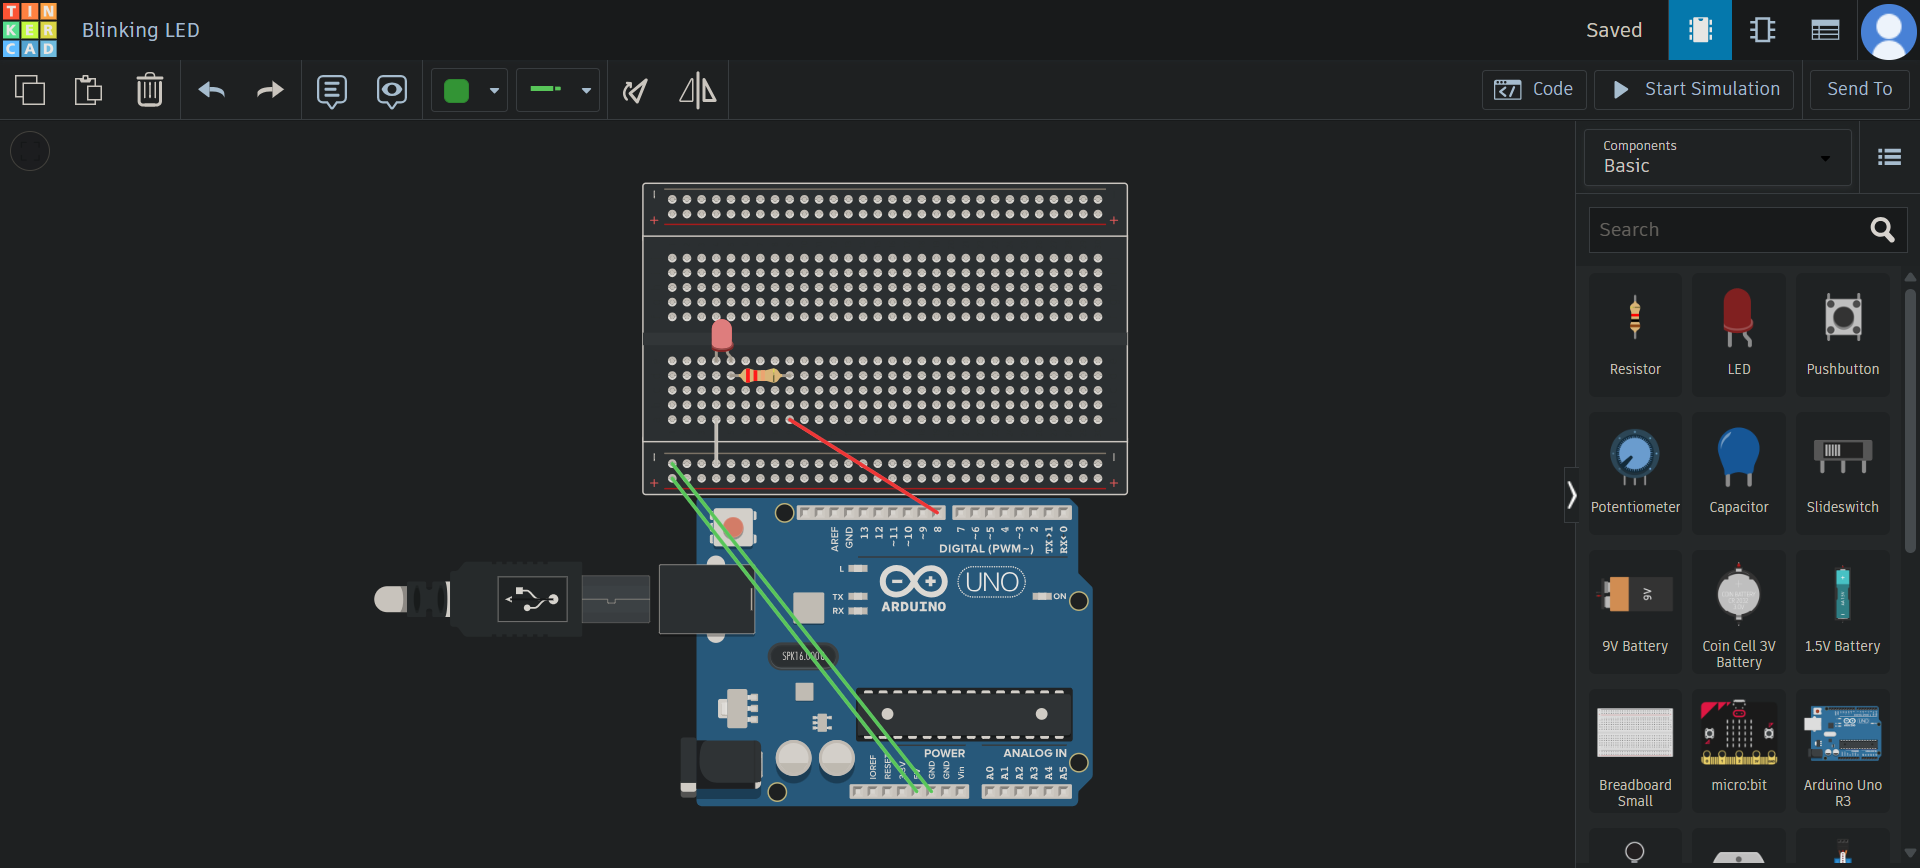 TIN
KER
CAD
Blinking LED
Saved
Code
Start Simulation
Send To
Components
Basic
Search
Resistor
LED
Pushbutton
Potentiometer
Capacitor
Slideswitch
9V
9V Battery
Coin Cell 3V
Battery
1.5V Battery
Breadboard
Small
micro:bit
Arduino Uno
R3
AREF
GND
13
12
~11
~10
~9
8
7
~6
~5
4
~3
2
TX>1
RX<0
DIGITAL (PWM~)
L
TX
RX
ARDUINO
UNO
ON
POWER
ANALOG IN
IOREF
RESET
3.3V
5V
GND
GND
Vin
A0
A1
A2
A3
A4
A5